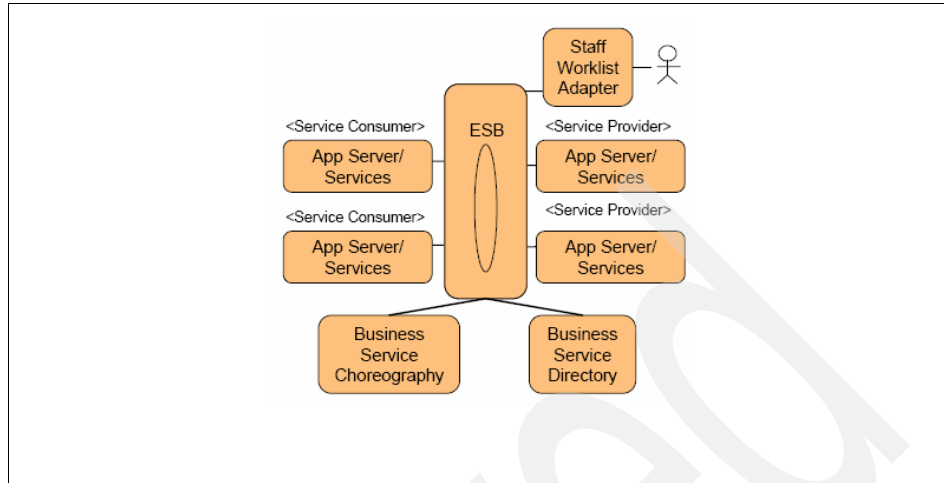 Staff
Worklist
Adapter
ESB
<Service Consumer>
App Server/
Services
<Service Provider>
App Server/
Services
<Service Consumer>
App Server/
Services
<Service Provider>
App Server/
Services
Business
Service
Choreography
Business
Service
Directory